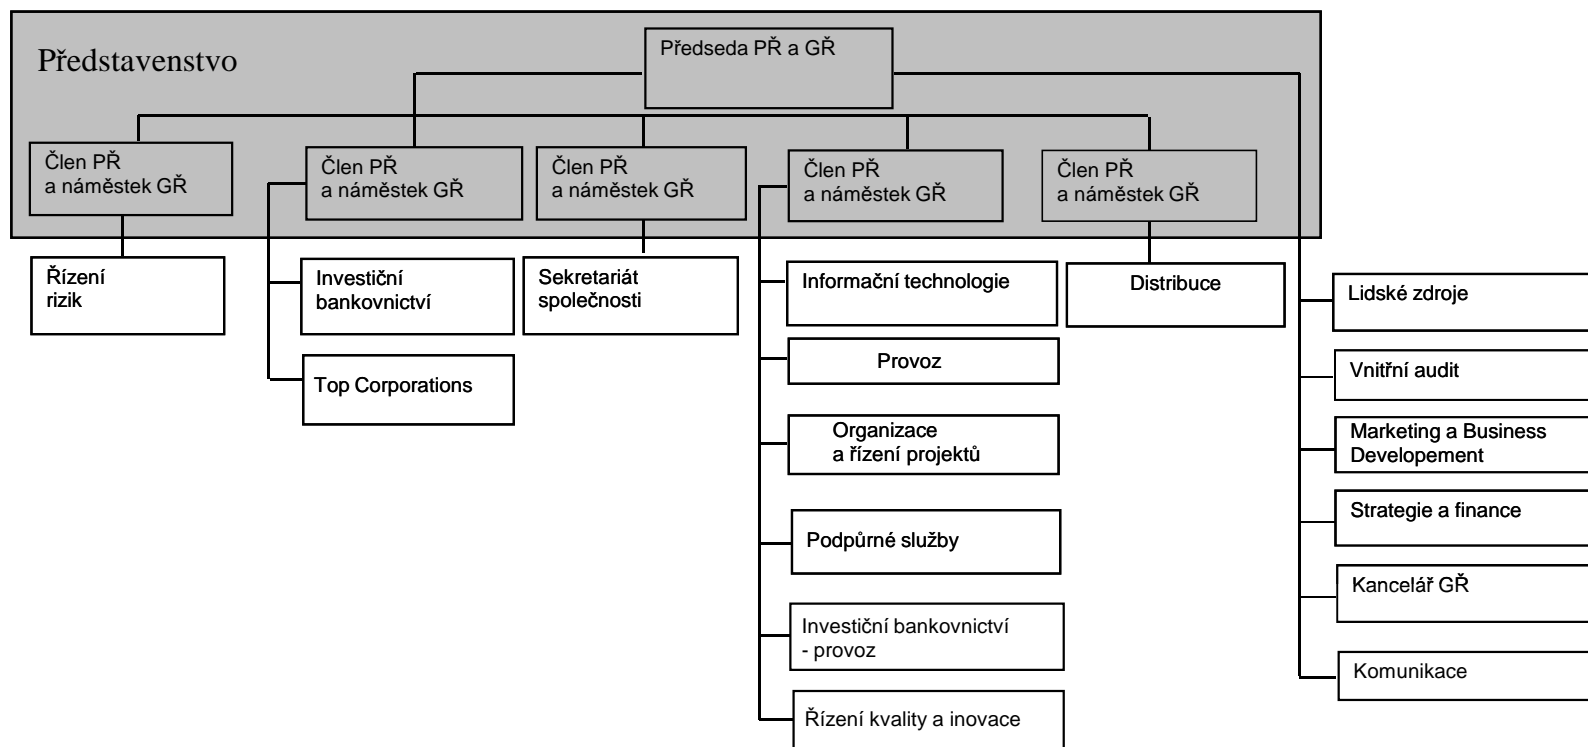 Představenstvo
Předseda PŘ a GŘ
Člen PŘ
a náměstek GŘ
Člen PŘ
a náměstek GŘ
Člen PŘ
a náměstek GŘ
Člen PŘ
a náměstek GŘ
Člen PŘ
a náměstek GŘ
Řízení
rizik
Investiční
bankovnictví
Top Corporations
Sekretariát
společnosti
Informační technologie
Provoz
Organizace
a řízení projektů
Podpůrné služby
Investiční bankovnictví
- provoz
Řízení kvality a inovace
Distribuce
Lidské zdroje
Vnitřní audit
Marketing a Business
Developement
Strategie a finance
Kancelář GŘ
Komunikace